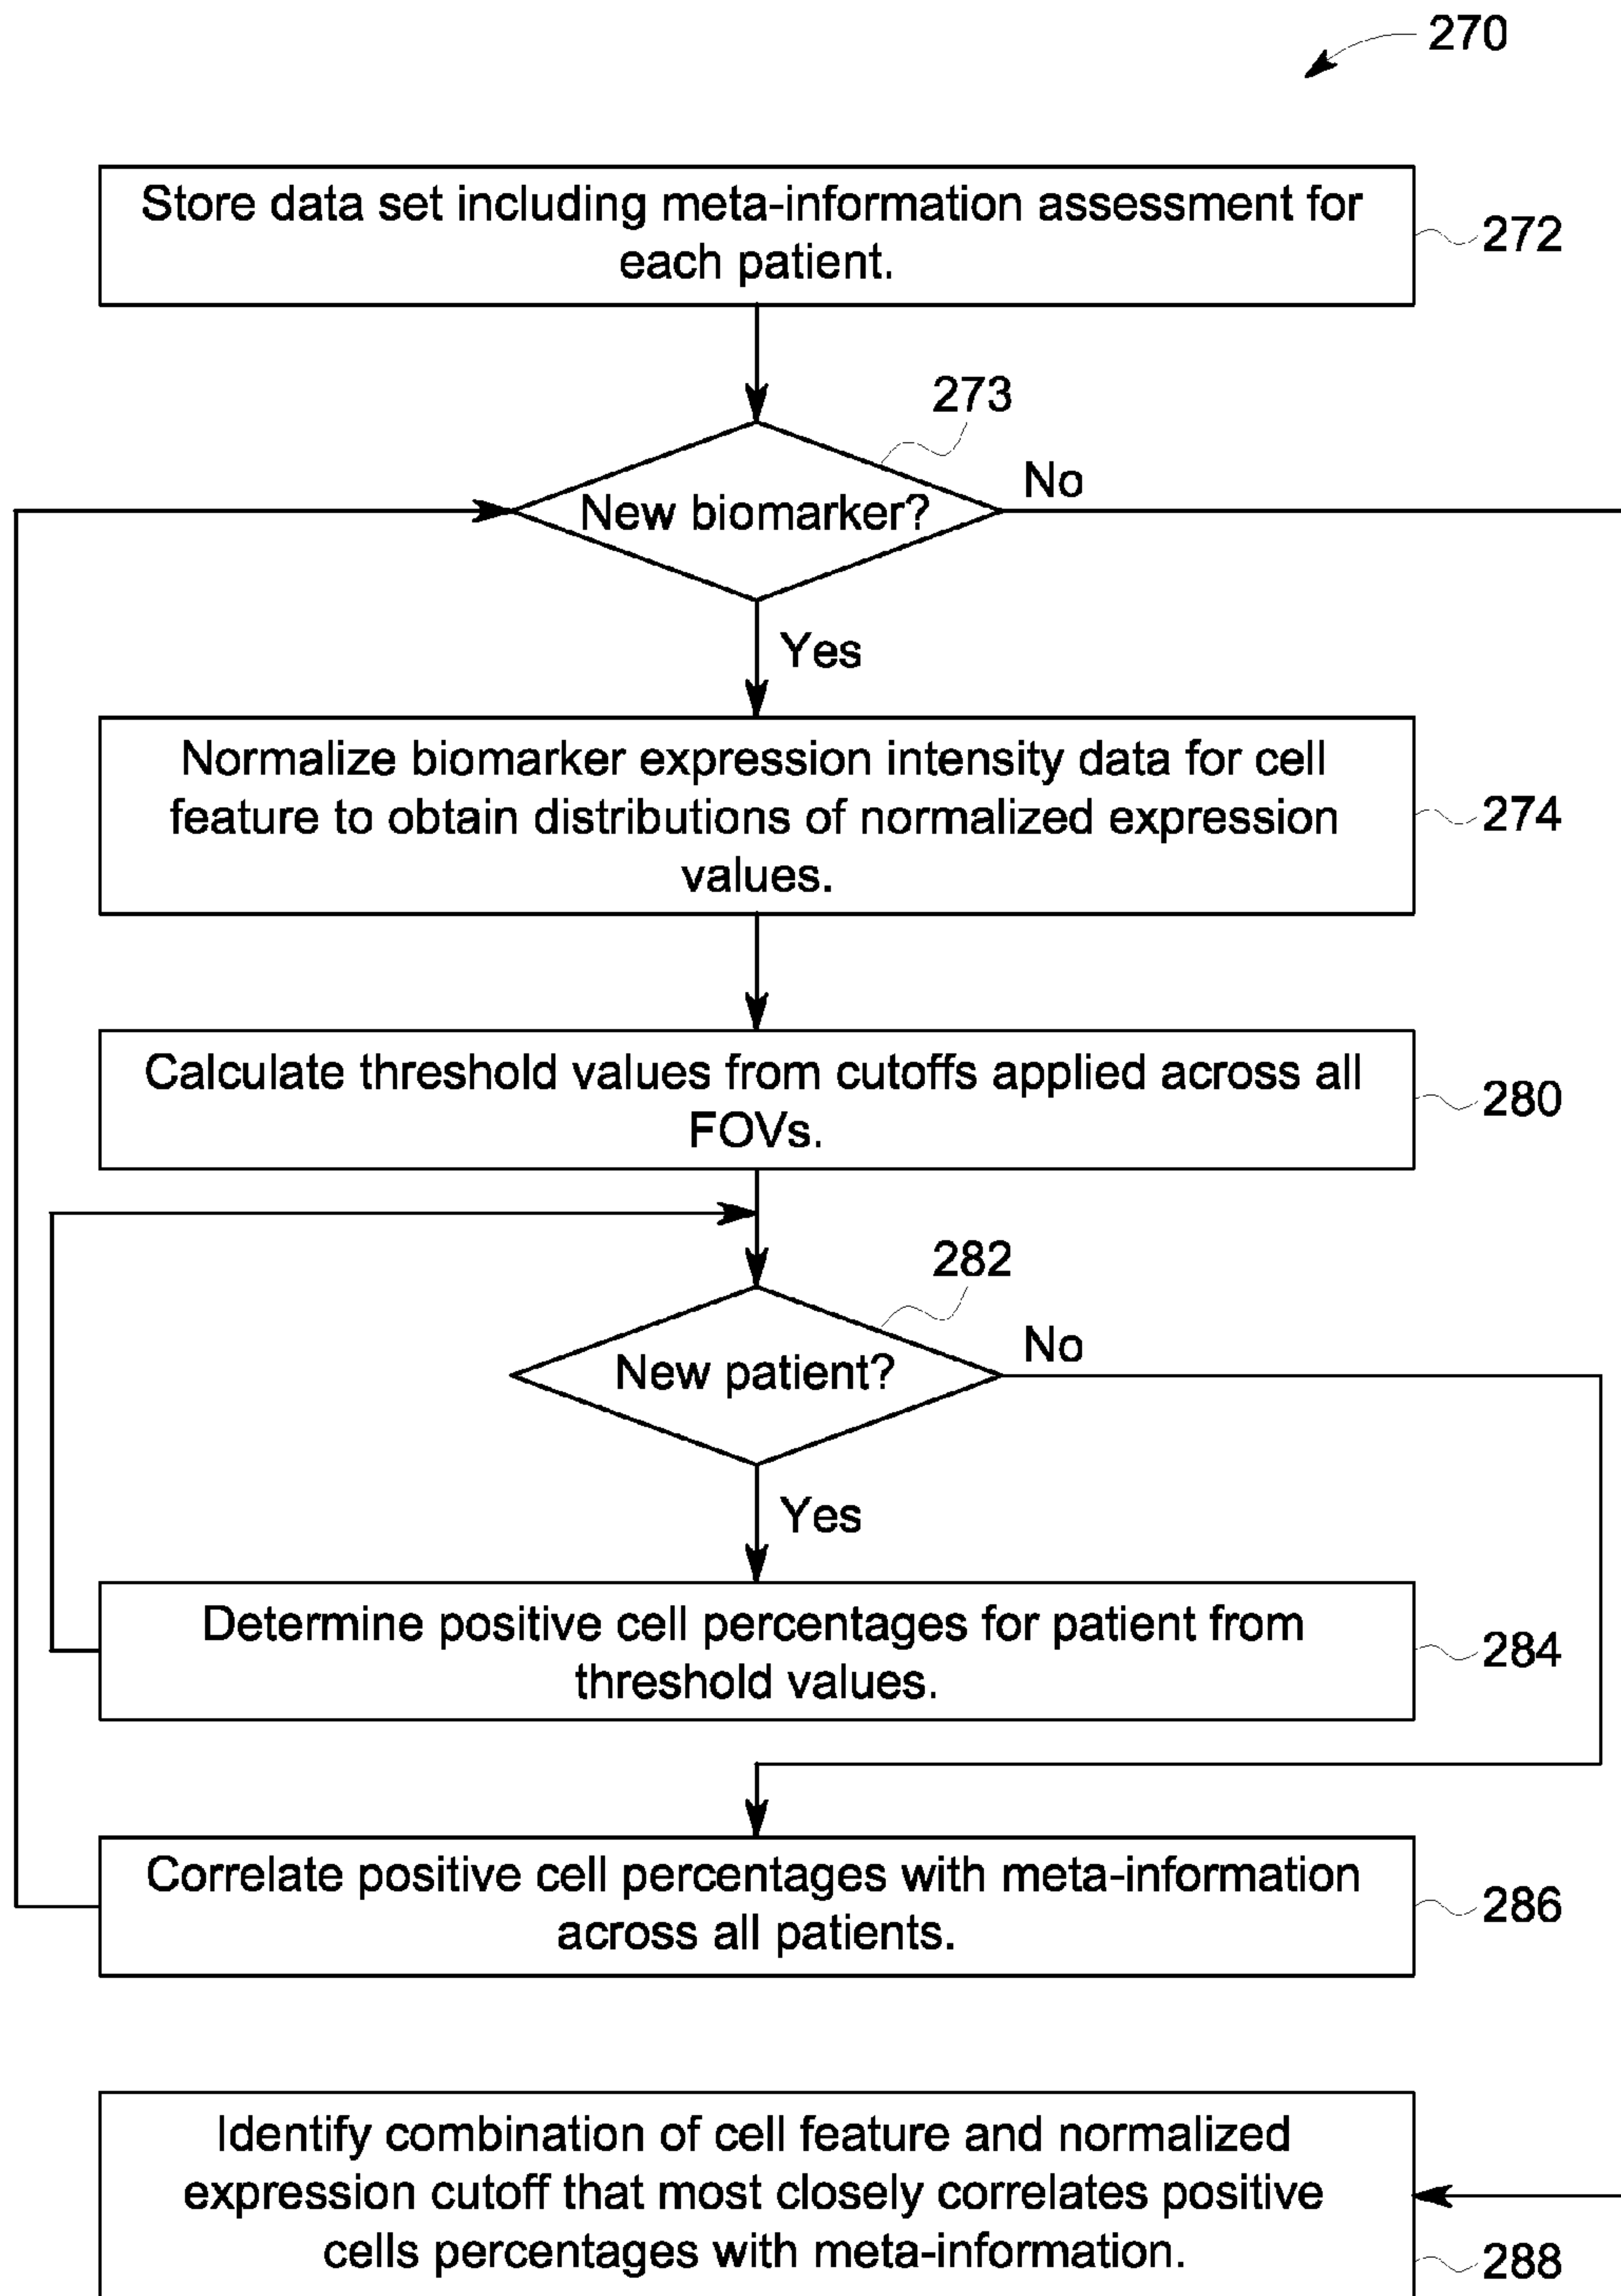 270
Store data set including meta-information assessment for
each patient.
272
273
New biomarker?
No
Yes
Normalize biomarker expression intensity data for cell
feature to obtain distributions of normalized expression
values.
274
Calculate threshold values from cutoffs applied across all
FOVs.
280
282
New patient?
No
Yes
Determine positive cell percentages for patient from
threshold values.
284
Correlate positive cell percentages with meta-information
across all patients.
286
Identify combination of cell feature and normalized
expression cutoff that most closely correlates positive
cells percentages with meta-information.
288